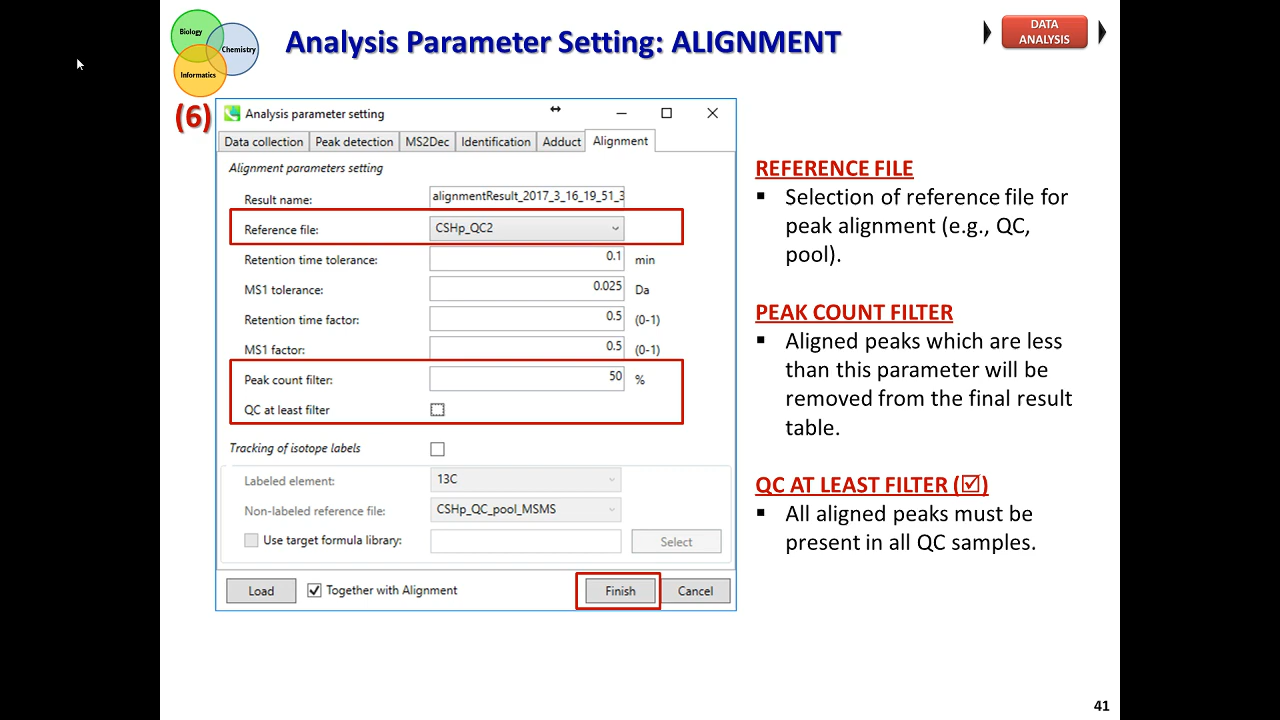 Biology
Chemistry
Informatics
Analysis Parameter Setting: ALIGNMENT
DATA
ANALYSIS
(6)
Analysis parameter setting
Data collection
Peak detection
MS2Dec
Identification
Adduct
Alignment
Alignment parameters setting
Result name: alignmentResult_2017_3_16_19_51_3
Reference file: CSHp_QC2
Retention time tolerance: 0.1 min
MS1 tolerance: 0.025 Da
Retention time factor: 0.5 (0-1)
MS1 factor: 0.5 (0-1)
Peak count filter: 50 %
QC at least filter
Tracking of isotope labels
Labeled element: 13C
Non-labeled reference file: CSHp_QC_pool_MSMS
Use target formula library: Select
Load Together with Alignment Finish Cancel
REFERENCE FILE
▪ Selection of reference file for
peak alignment (e.g., QC,
pool).
PEAK COUNT FILTER
▪ Aligned peaks which are less
than this parameter will be
removed from the final result
table.
QC AT LEAST FILTER (☑)
▪ All aligned peaks must be
present in all QC samples.
41